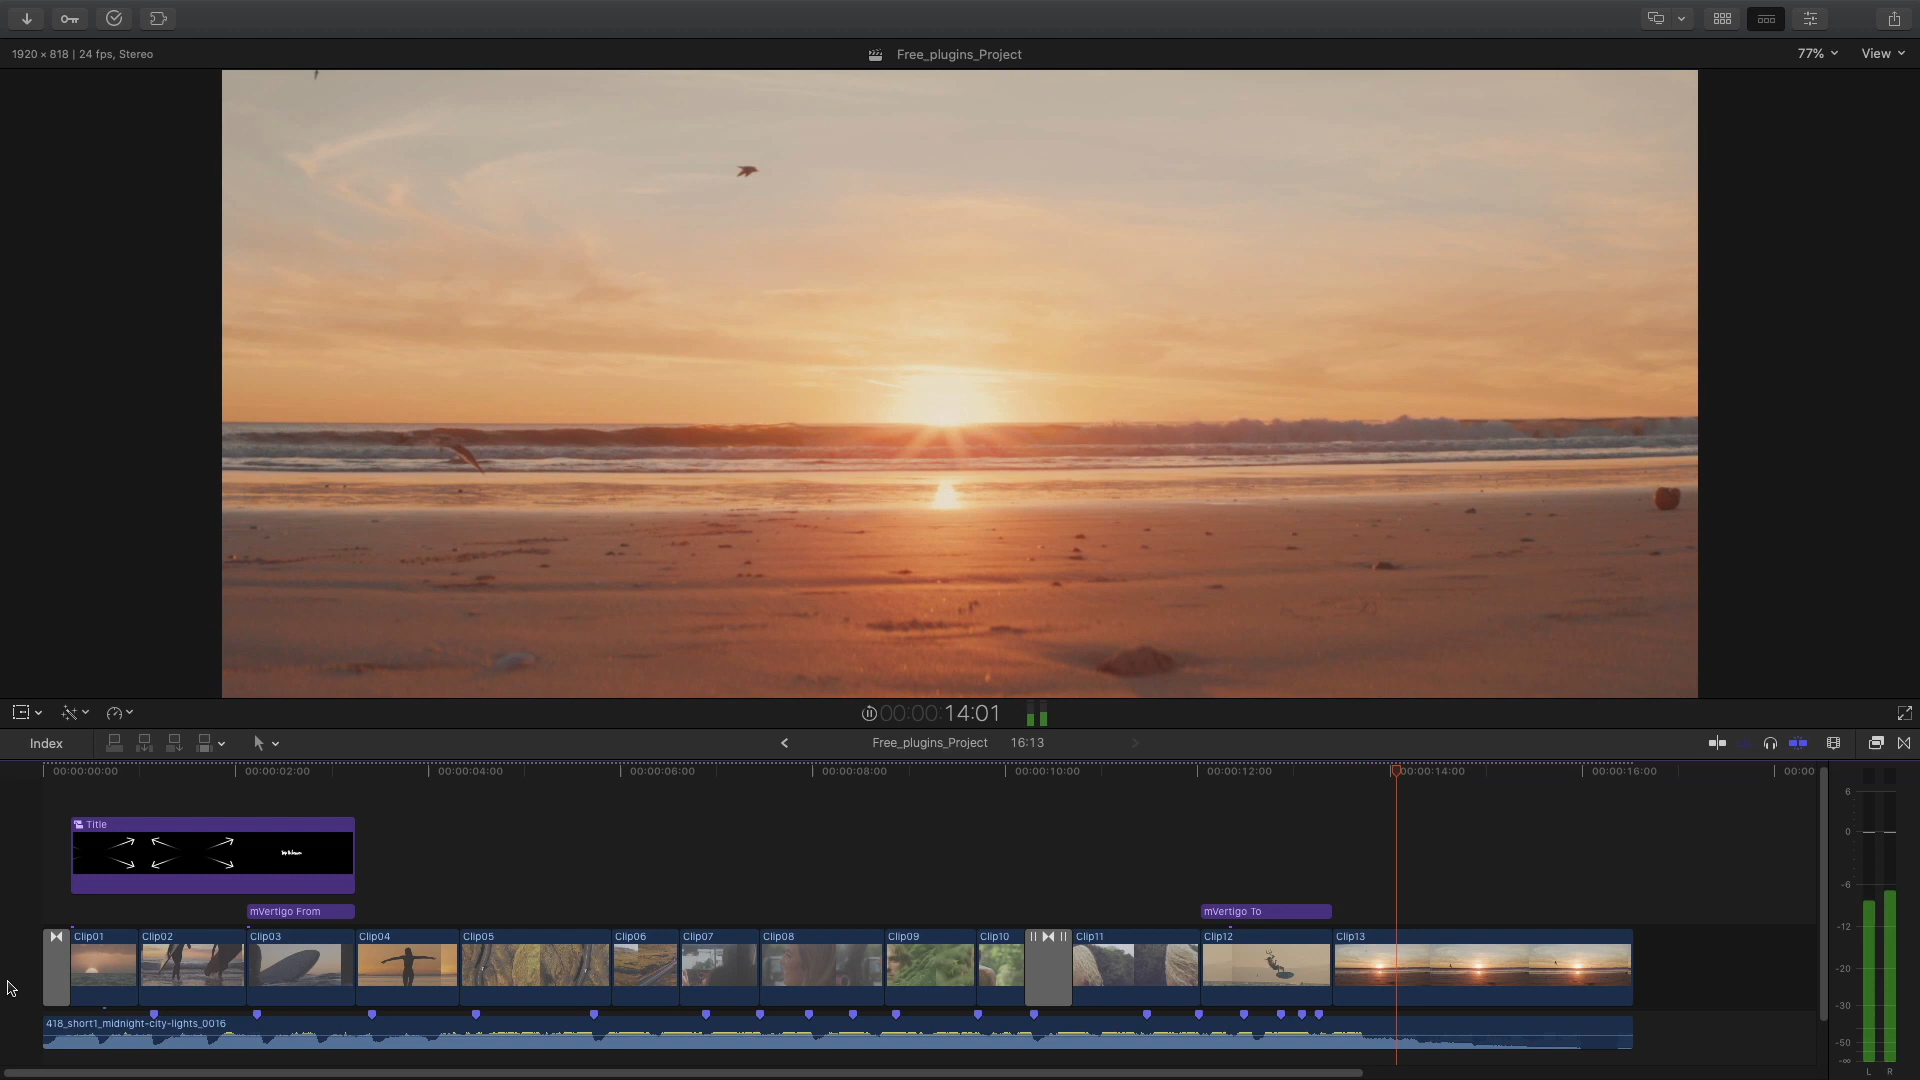 1920 × 818 | 24 fps, Stereo
Free_plugins_Project
77%
View
00:00:00:14:01
Index
Free_plugins_Project
16:13
00:00:00:00
00:00:02:00
00:00:04:00
00:00:06:00
00:00:08:00
00:00:10:00
00:00:12:00
00:00:14:00
00:00:16:00
00:00
Title
mVertigo From
mVertigo To
Clip01
Clip02
Clip03
Clip04
Clip05
Clip06
Clip07
Clip08
Clip09
Clip10
Clip11
Clip12
Clip13
418_short1_midnight-city-lights_0016
6
0
-6
-12
-20
-30
-50
-∞
L
R